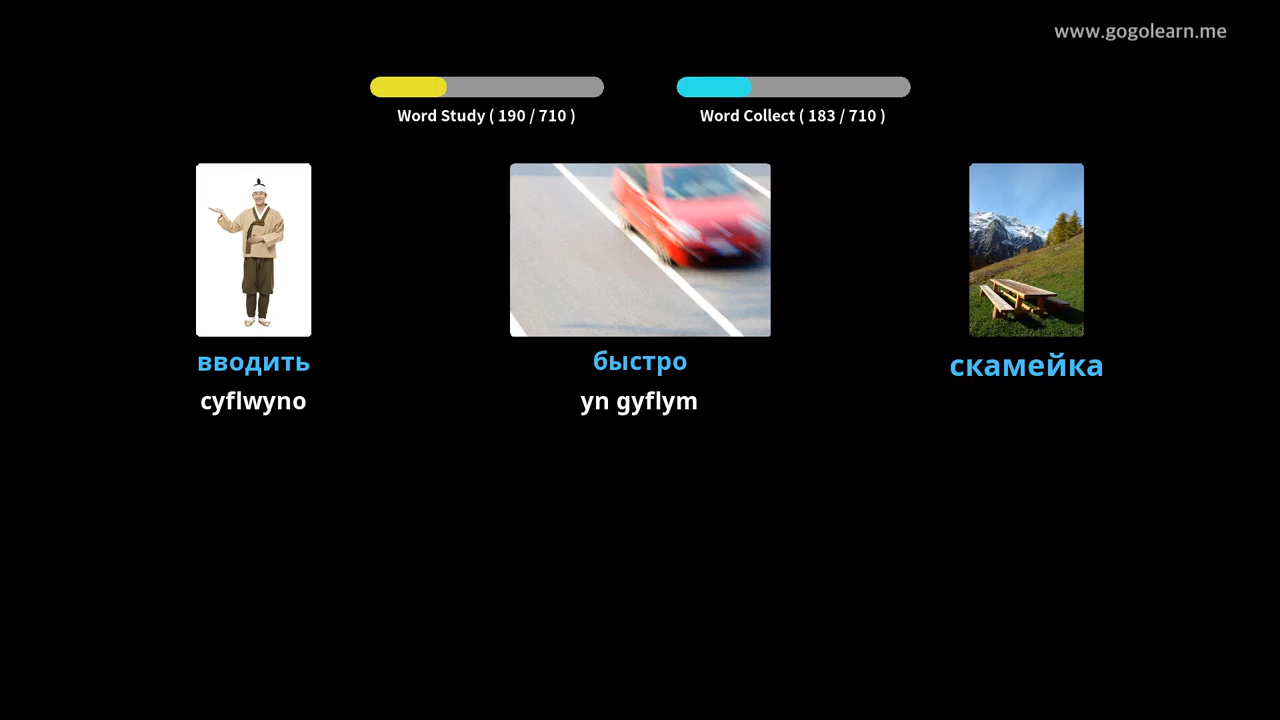 www.gogolearn.me
Word Study ( 190 / 710 )
Word Collect ( 183 / 710 )
вводить
cyflwyno
быстро
yn gyflym
скамейка